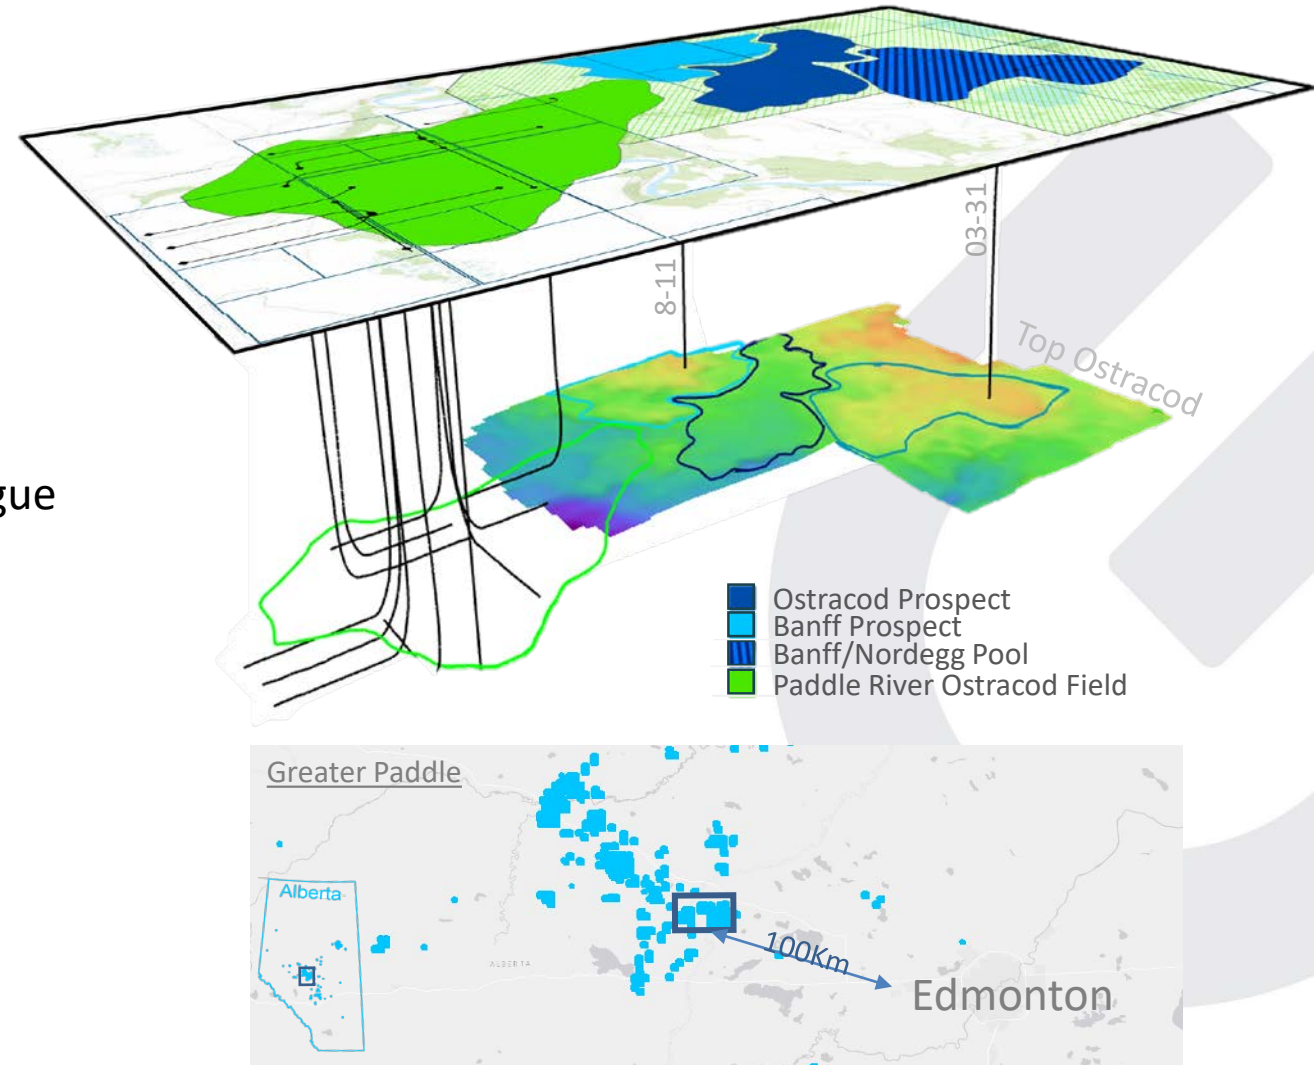 03-31
8-11
Top Ostracod
gue
Ostracod Prospect
Banff Prospect
Banff/Nordegg Pool
Paddle River Ostracod Field
Greater Paddle
Alberta
ALBERTA
100Km
Edmonton